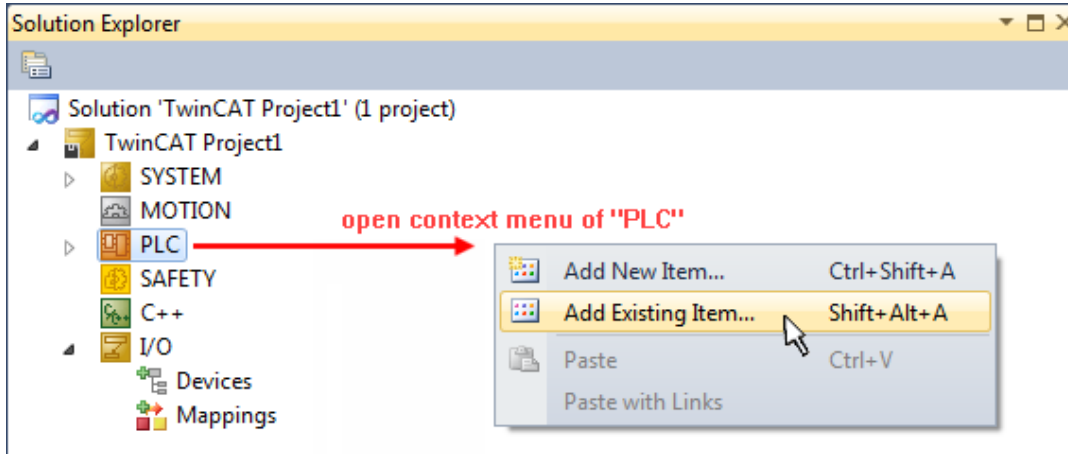 Solution Explorer
Solution 'TwinCAT Project1' (1 project)
TwinCAT Project1
SYSTEM
MOTION
open context menu of "PLC"
PLC
SAFETY
C++
I/O
Devices
Mappings
Add New Item... Ctrl+Shift+A
Add Existing Item... Shift+Alt+A
Paste Ctrl+V
Paste with Links